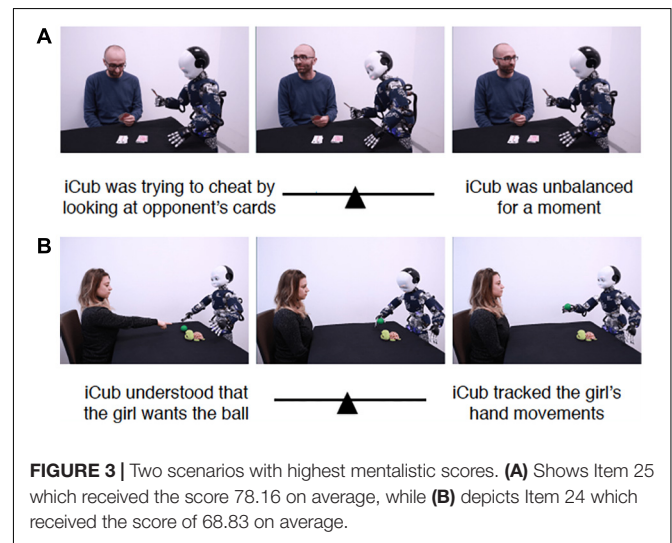 A
iCub was trying to cheat by
looking at opponent's cards
iCub was unbalanced
for a moment
B
iCub understood that
the girl wants the ball
iCub tracked the girl's
hand movements
FIGURE 3 | Two scenarios with highest mentalistic scores. (A) Shows Item 25
which received the score 78.16 on average, while (B) depicts Item 24 which
received the score of 68.83 on average.